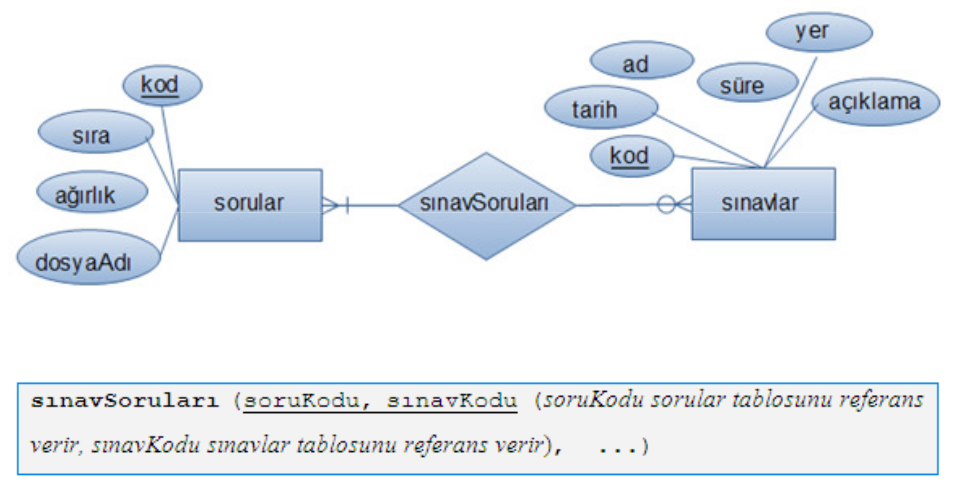 yer
ad
süre
açıklama
tarih
kod
kod
sıra
ağırlık
dosyaAdı
sorular
sınavSoruları
sınavlar
sınavSoruları (soruKodu, sınavKodu (soruKodu sorular tablosunu referans
verir, sınavKodu sınavlar tablosunu referans verir), ...)